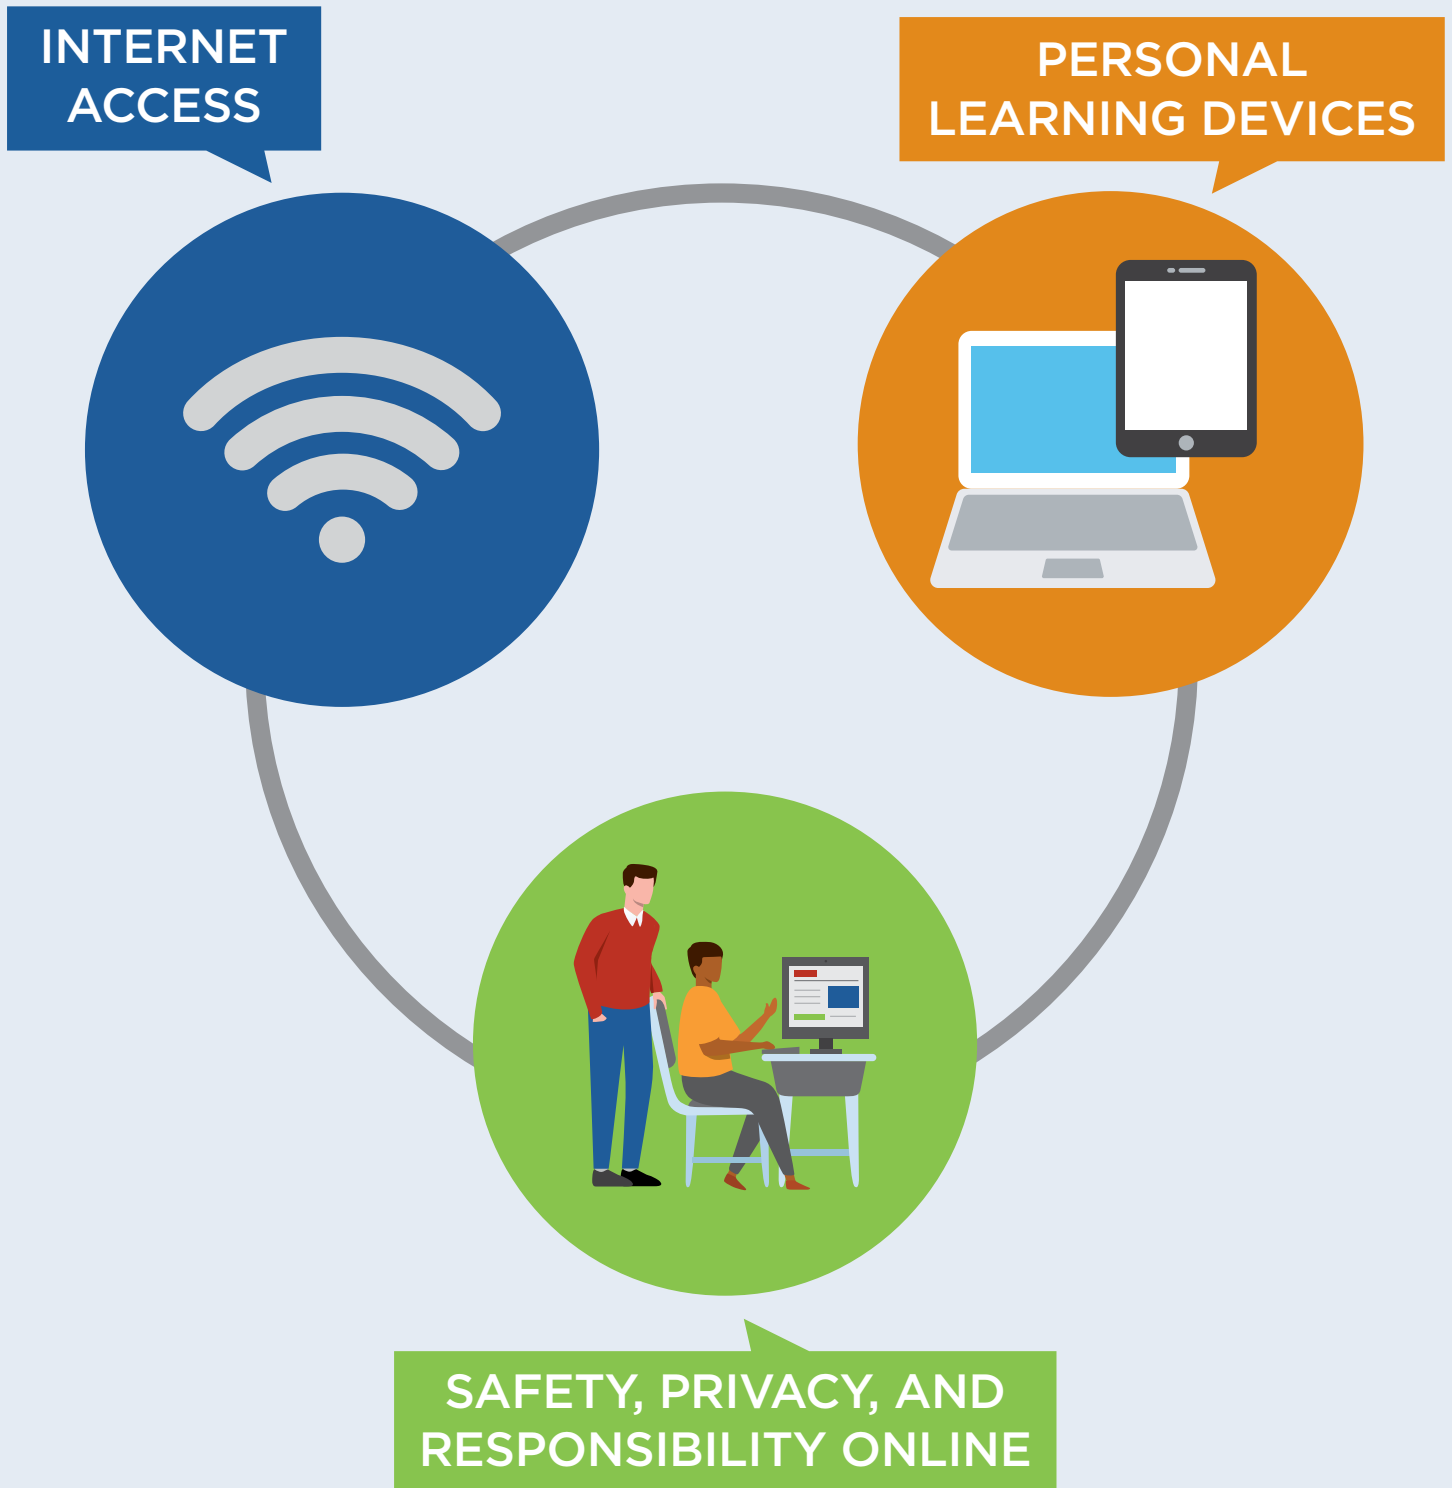 INTERNET
ACCESS
PERSONAL
LEARNING DEVICES
SAFETY, PRIVACY, AND
RESPONSIBILITY ONLINE